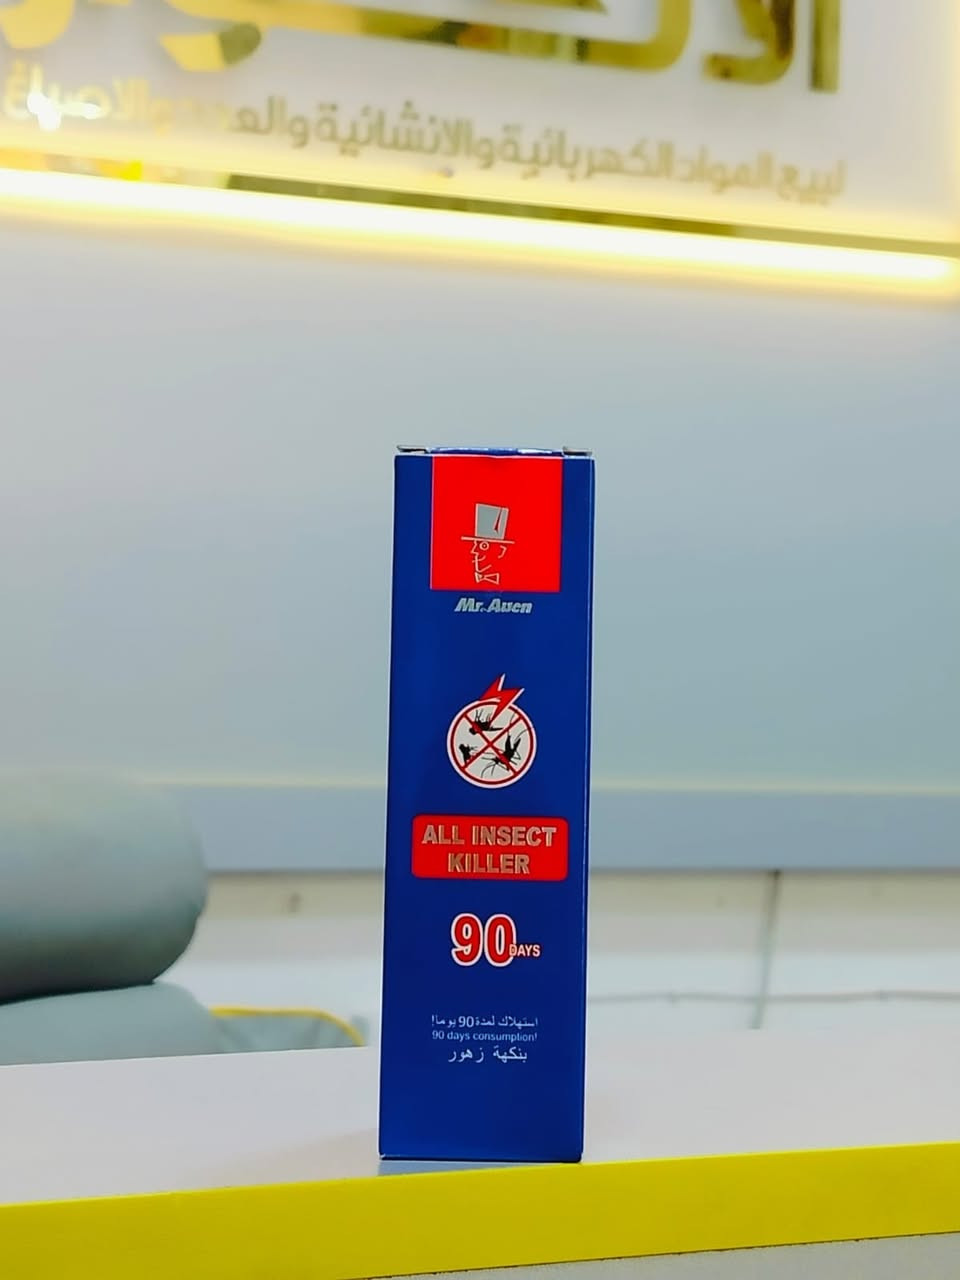 لبيع المواد الكهربائية والانشائية والعدد والاصباغ
Mr. Auen
ALL INSECT
KILLER
90 DAYS
استهلاك لمدة 90 يوما!
90 days consumption!
بنكهة زهور